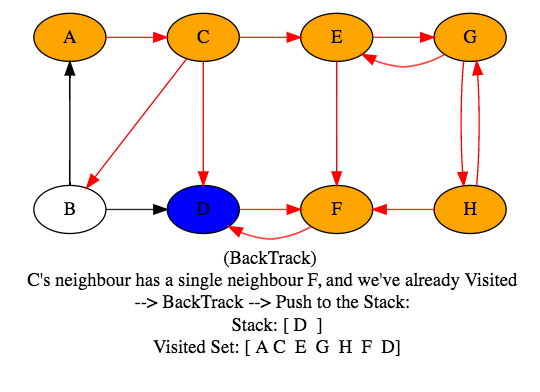 A C E G
B D F H
(BackTrack)
C's neighbour has a single neighbour F, and we've already Visited
--> BackTrack --> Push to the Stack:
Stack: [ D ]
Visited Set: [ A C E G H F D]